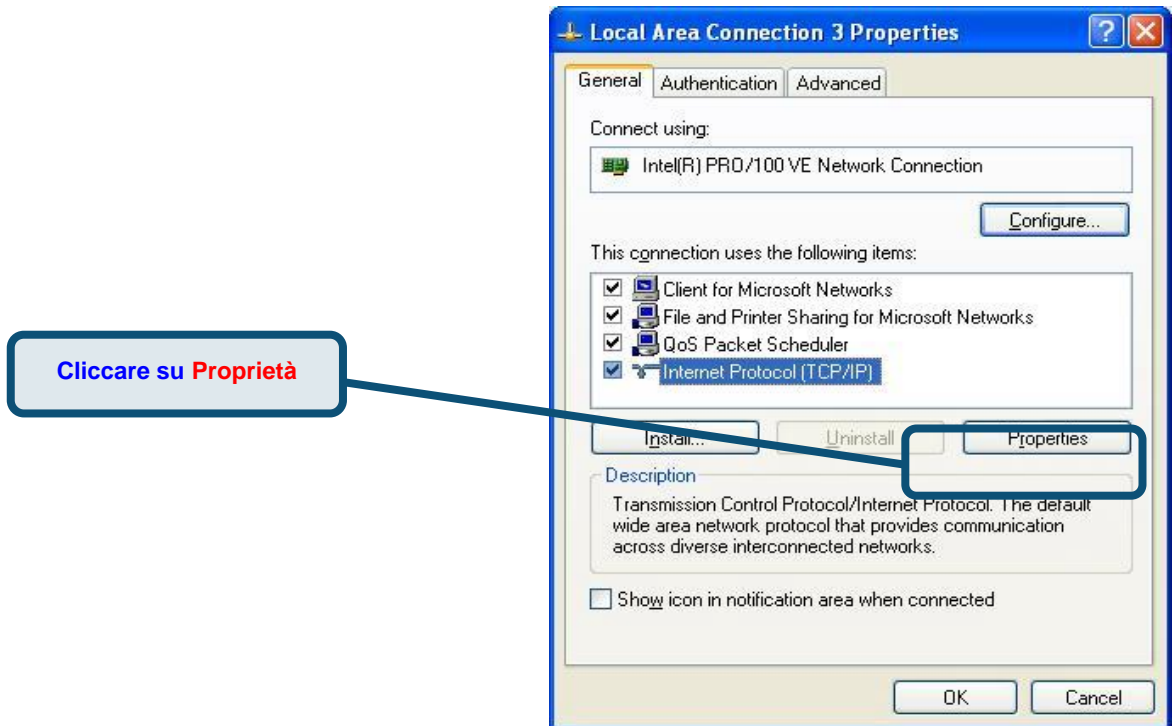 Local Area Connection 3 Properties
General Authentication Advanced
Connect using:
Intel(R) PRO/100 VE Network Connection
Configure...
This connection uses the following items:
Client for Microsoft Networks
File and Printer Sharing for Microsoft Networks
QoS Packet Scheduler
Internet Protocol (TCP/IP)
Cliccare su Proprietà
Install... Uninstall Properties
Description
Transmission Control Protocol/Internet Protocol. The default
wide area network protocol that provides communication
across diverse interconnected networks.
Show icon in notification area when connected
OK Cancel